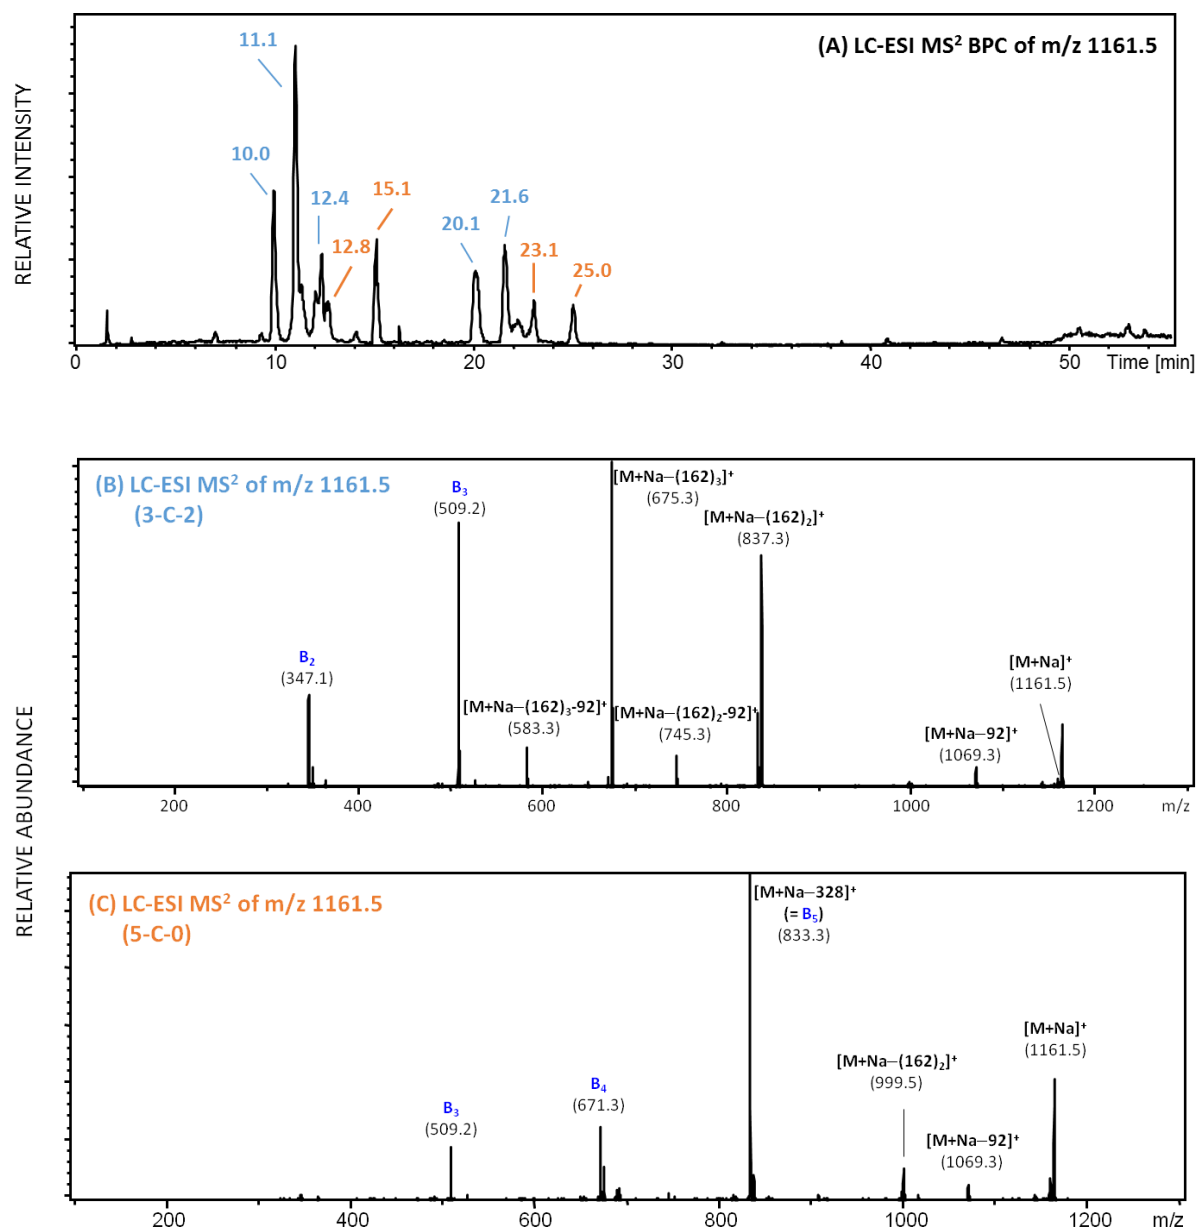 (A) LC-ESI MS² BPC of m/z 1161.5
RELATIVE INTENSITY
11.1
10.0
12.4
12.8
15.1
20.1
21.6
23.1
25.0
0 10 20 30 40 50 Time [min]
RELATIVE ABUNDANCE
(B) LC-ESI MS² of m/z 1161.5
(3-C-2)
B₂
(347.1)
B₃
(509.2)
[M+Na−(162)₃-92]⁺
(583.3)
[M+Na−(162)₃]⁺
(675.3)
[M+Na−(162)₂-92]⁺
(745.3)
[M+Na−(162)₂]⁺
(837.3)
[M+Na−92]⁺
(1069.3)
[M+Na]⁺
(1161.5)
200 400 600 800 1000 1200 m/z
(C) LC-ESI MS² of m/z 1161.5
(5-C-0)
B₃
(509.2)
B₄
(671.3)
[M+Na−328]⁺
(= B₅)
(833.3)
[M+Na−(162)₂]⁺
(999.5)
[M+Na−92]⁺
(1069.3)
[M+Na]⁺
(1161.5)
200 400 600 800 1000 1200 m/z